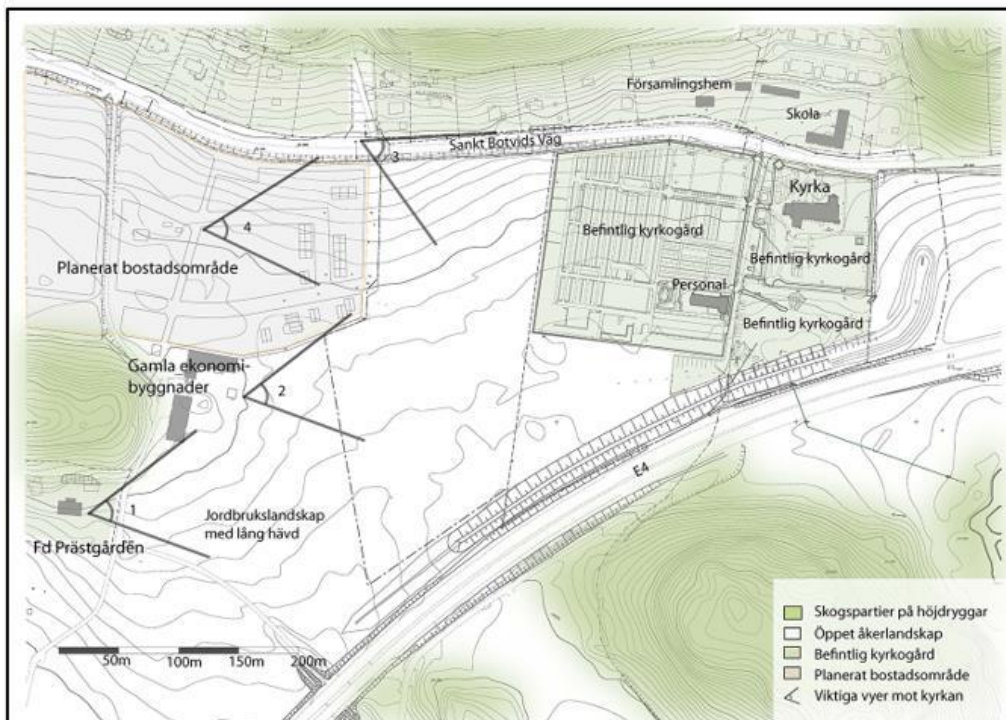 Församlingshem
Skola
Sankt Botvids Väg
3
Kyrka
4
Befintlig kyrkogård
Befintlig kyrkogård
Planerat bostadsområde
Personal
Befintlig kyrkogård
Gamla ekonomi-
byggnader
2
E4
1
Jordbrukslandskap
med lång hävd
Fd Prästgården
50m 100m 150m 200m
Skogspartier på höjdryggar
Öppet åkerlandskap
Befintlig kyrkogård
Planerat bostadsområde
Viktiga vyer mot kyrkan